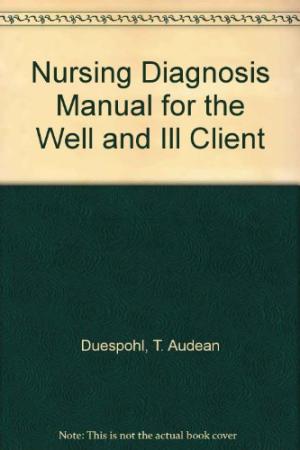 Nursing Diagnosis
Manual for the
Well and Ill Client
Duespohl, T. Audean
Note: This is not the actual book cover